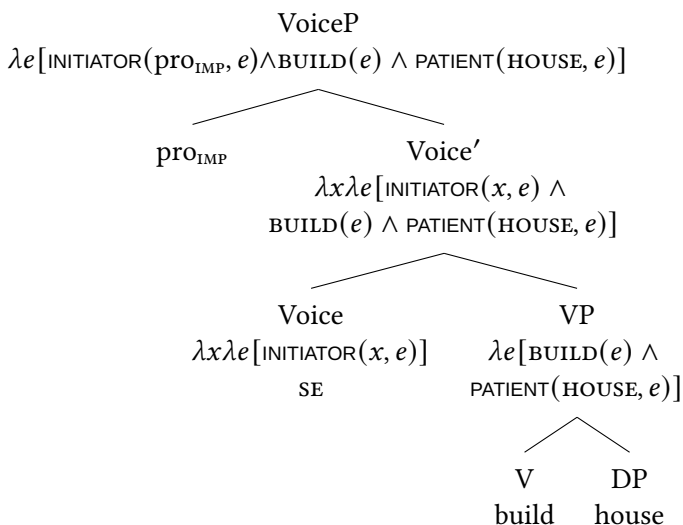 VoiceP
λe[INITIATOR(pro_IMP, e)∧BUILD(e) ∧ PATIENT(HOUSE, e)]
pro_IMP
Voice′
λxλe[INITIATOR(x, e) ∧
BUILD(e) ∧ PATIENT(HOUSE, e)]
Voice
λxλe[INITIATOR(x, e)]
SE
VP
λe[BUILD(e) ∧
PATIENT(HOUSE, e)]
V
build
DP
house